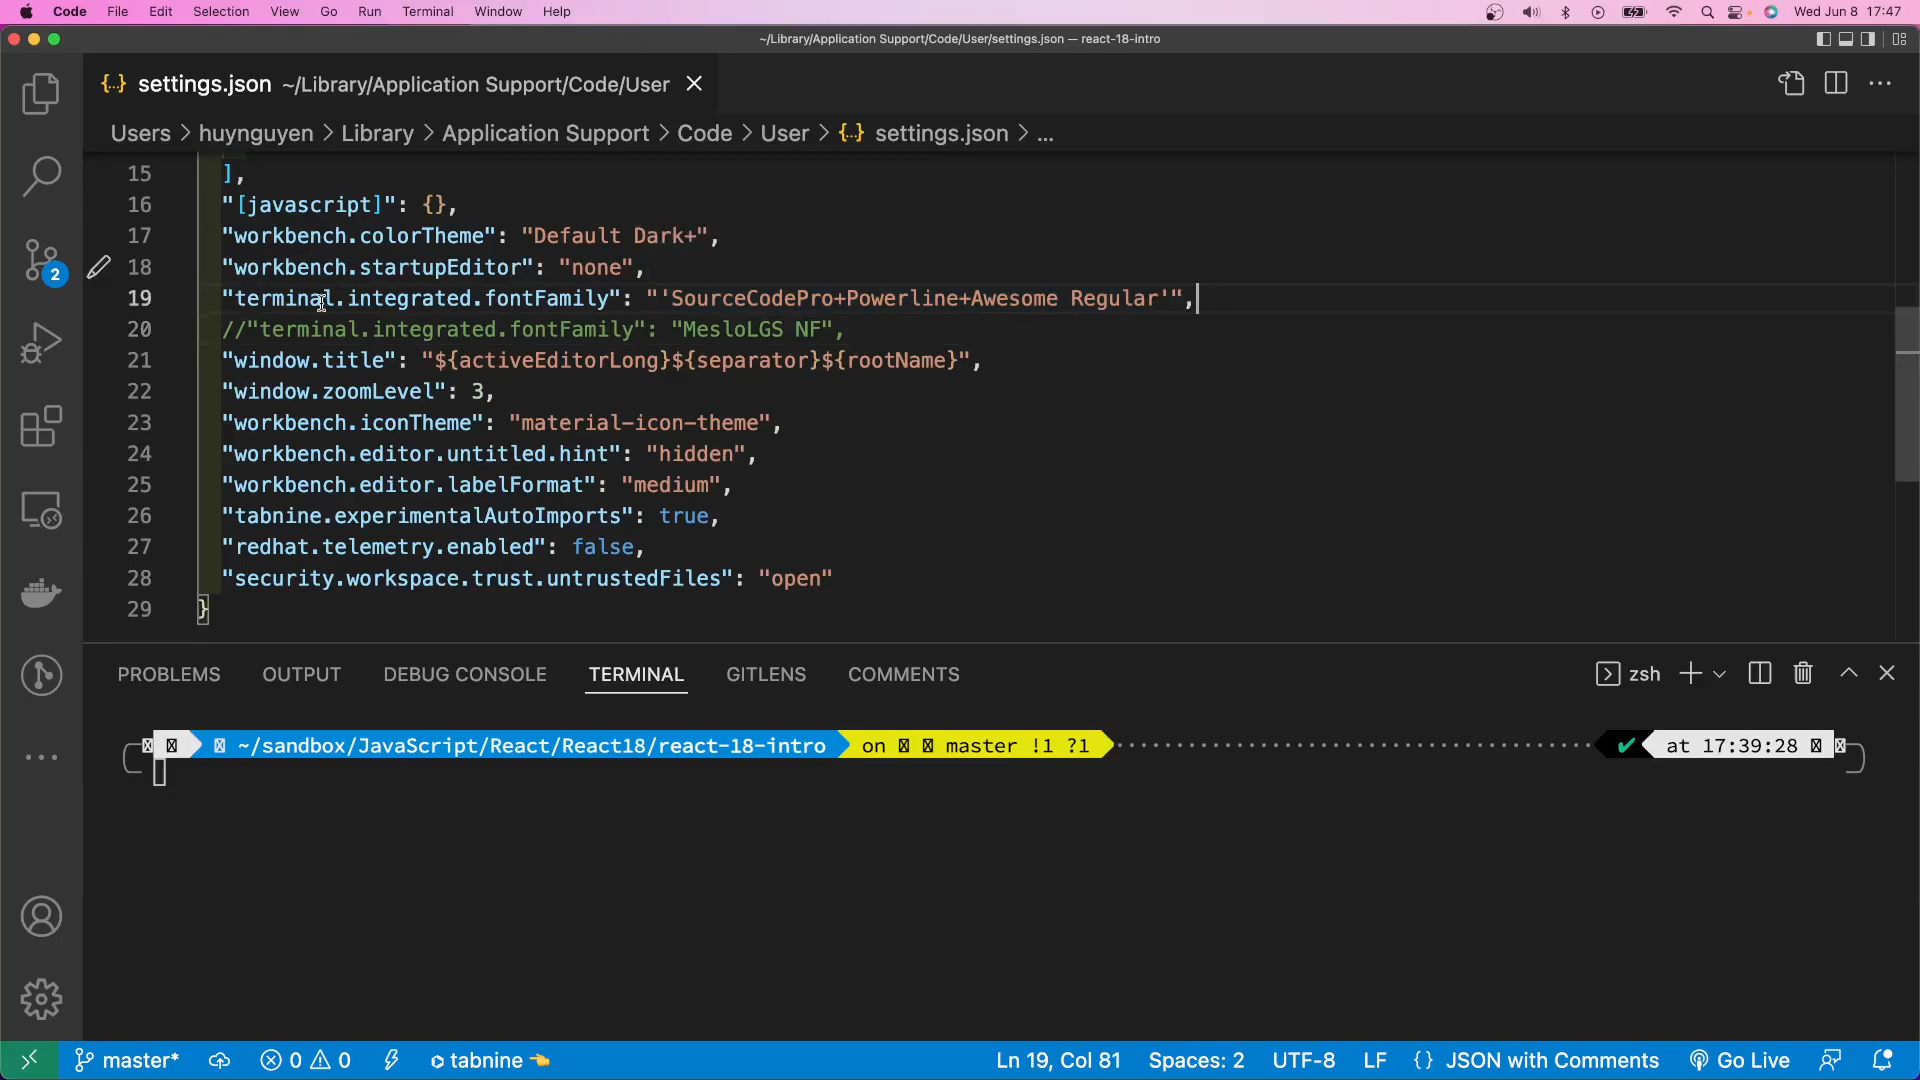 Code File Edit Selection View Go Run Terminal Window Help Wed Jun 8 17:47
~/Library/Application Support/Code/User/settings.json — react-18-intro
{..} settings.json ~/Library/Application Support/Code/User
Users > huynguyen > Library > Application Support > Code > User > {..} settings.json > ...
15 ],
16 "[javascript]": {},
17 "workbench.colorTheme": "Default Dark+",
18 "workbench.startupEditor": "none",
19 "terminal.integrated.fontFamily": "'SourceCodePro+Powerline+Awesome Regular'",
20 //"terminal.integrated.fontFamily": "MesloLGS NF",
21 "window.title": "${activeEditorLong}${separator}${rootName}",
22 "window.zoomLevel": 3,
23 "workbench.iconTheme": "material-icon-theme",
24 "workbench.editor.untitled.hint": "hidden",
25 "workbench.editor.labelFormat": "medium",
26 "tabnine.experimentalAutoImports": true,
27 "redhat.telemetry.enabled": false,
28 "security.workspace.trust.untrustedFiles": "open"
29 }
2
PROBLEMS OUTPUT DEBUG CONSOLE TERMINAL GITLENS COMMENTS zsh
~/sandbox/JavaScript/React/React18/react-18-intro on master !1 ?1 ✔ at 17:39:28
master* 0 0 tabnine Ln 19, Col 81 Spaces: 2 UTF-8 LF {} JSON with Comments Go Live